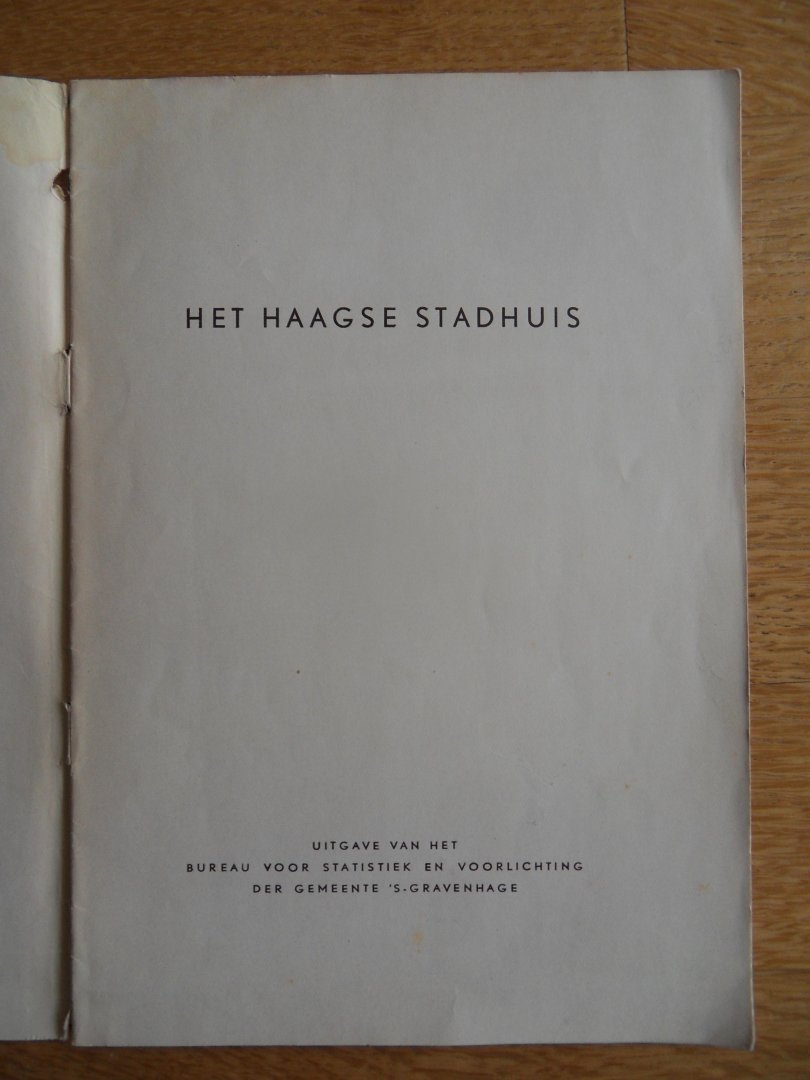 HET HAAGSE STADHUIS
UITGAVE VAN HET
BUREAU VOOR STATISTIEK EN VOORLICHTING
DER GEMEENTE 'S-GRAVENHAGE